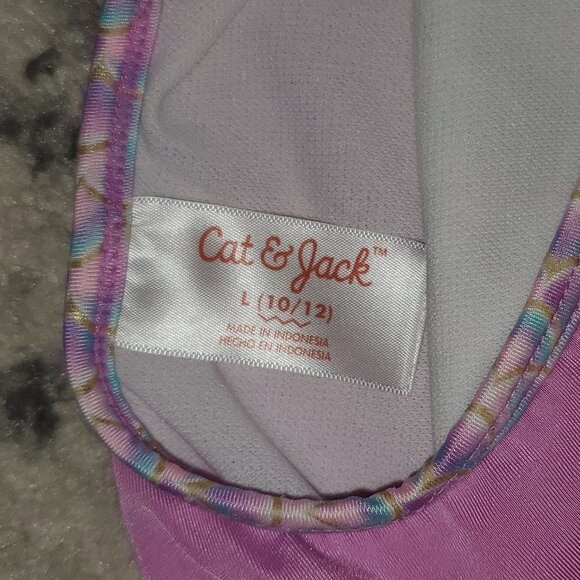 Cat & Jack™
L (10/12)
MADE IN INDONESIA
HECHO EN INDONESIA